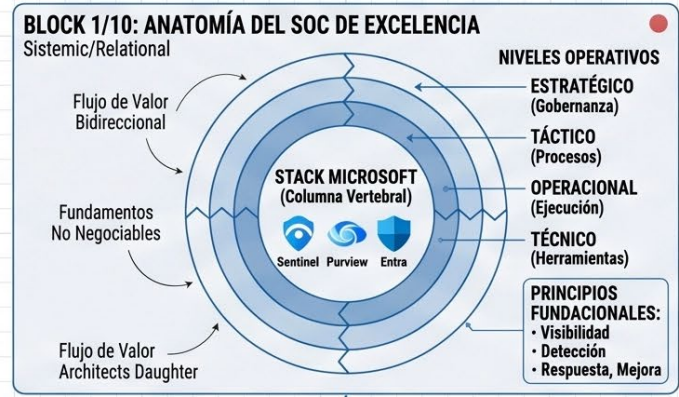 BLOCK 1/10: ANATOMÍA DEL SOC DE EXCELENCIA
Sistemic/Relational
Flujo de Valor
Bidireccional
Fundamentos
No Negociables
Flujo de Valor
Architects Daughter
STACK MICROSOFT
(Columna Vertebral)
Sentinel Purview Entra
NIVELES OPERATIVOS
ESTRATÉGICO
(Gobernanza)
TÁCTICO
(Procesos)
OPERACIONAL
(Ejecución)
TÉCNICO
(Herramientas)
PRINCIPIOS
FUNDACIONALES:
• Visibilidad
• Detección
• Respuesta, Mejora